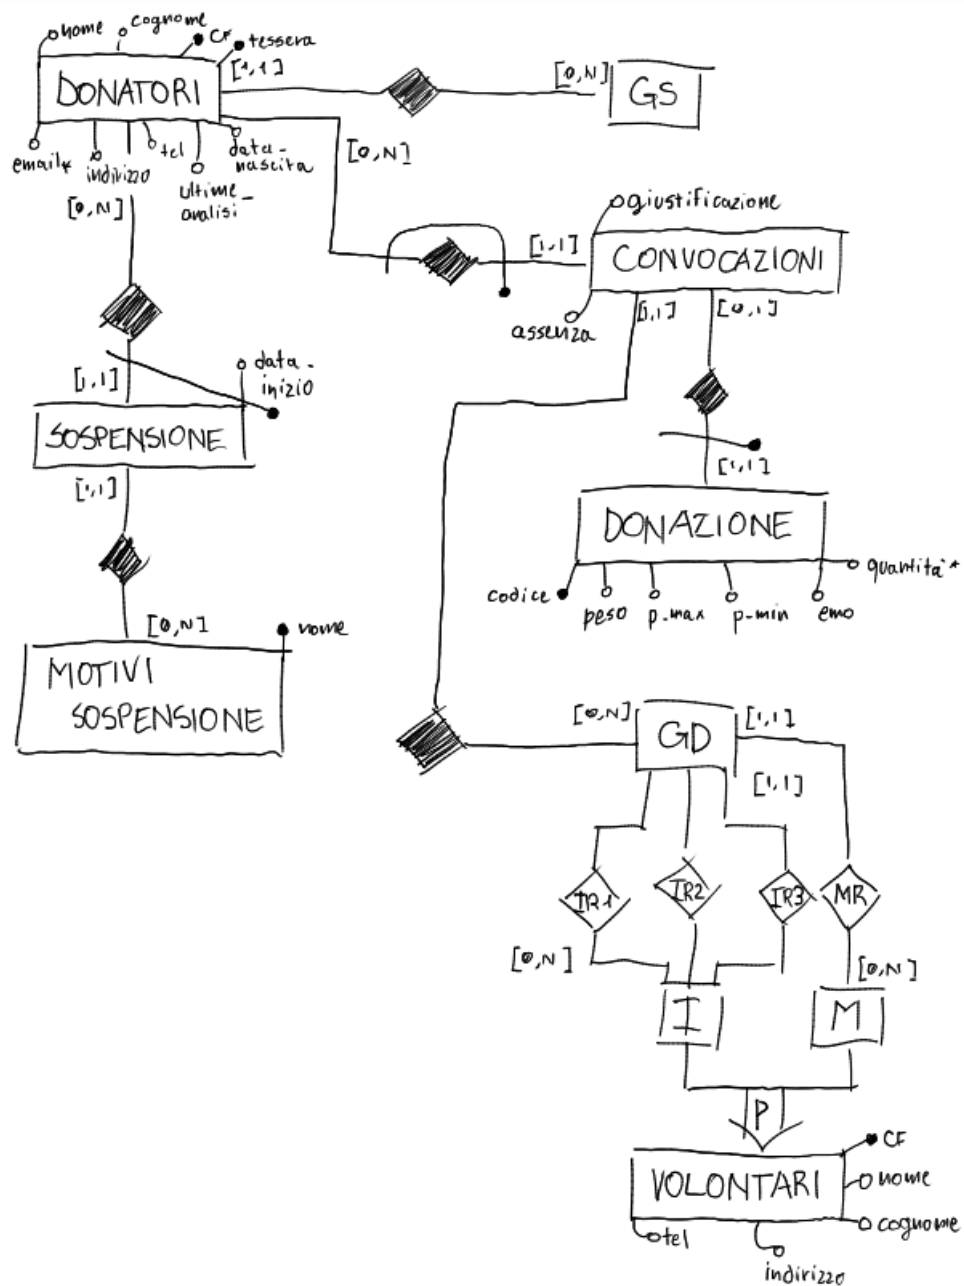 nome
cognome
CF
tessera
[1,1]
DONATORI
[0,N]
GS
email*
indirizzo
tel
ultime_
analisi
data_
nascita
[0,N]
[0,N]
giustificazione
[1,1]
CONVOCAZIONI
assenza
[1,1]
[0,1]
data_
inizio
[1,1]
SOSPENSIONE
[1,1]
[1,1]
DONAZIONE
codice
peso
p_max
p-min
emo
quantità*
[0,N]
nome
MOTIVI
SOSPENSIONE
[0,N]
GD
[1,1]
[1,1]
IR1
IR2
IR3
MR
[0,N]
[0,N]
I
M
P
CF
VOLONTARI
nome
cognome
tel
indirizzo